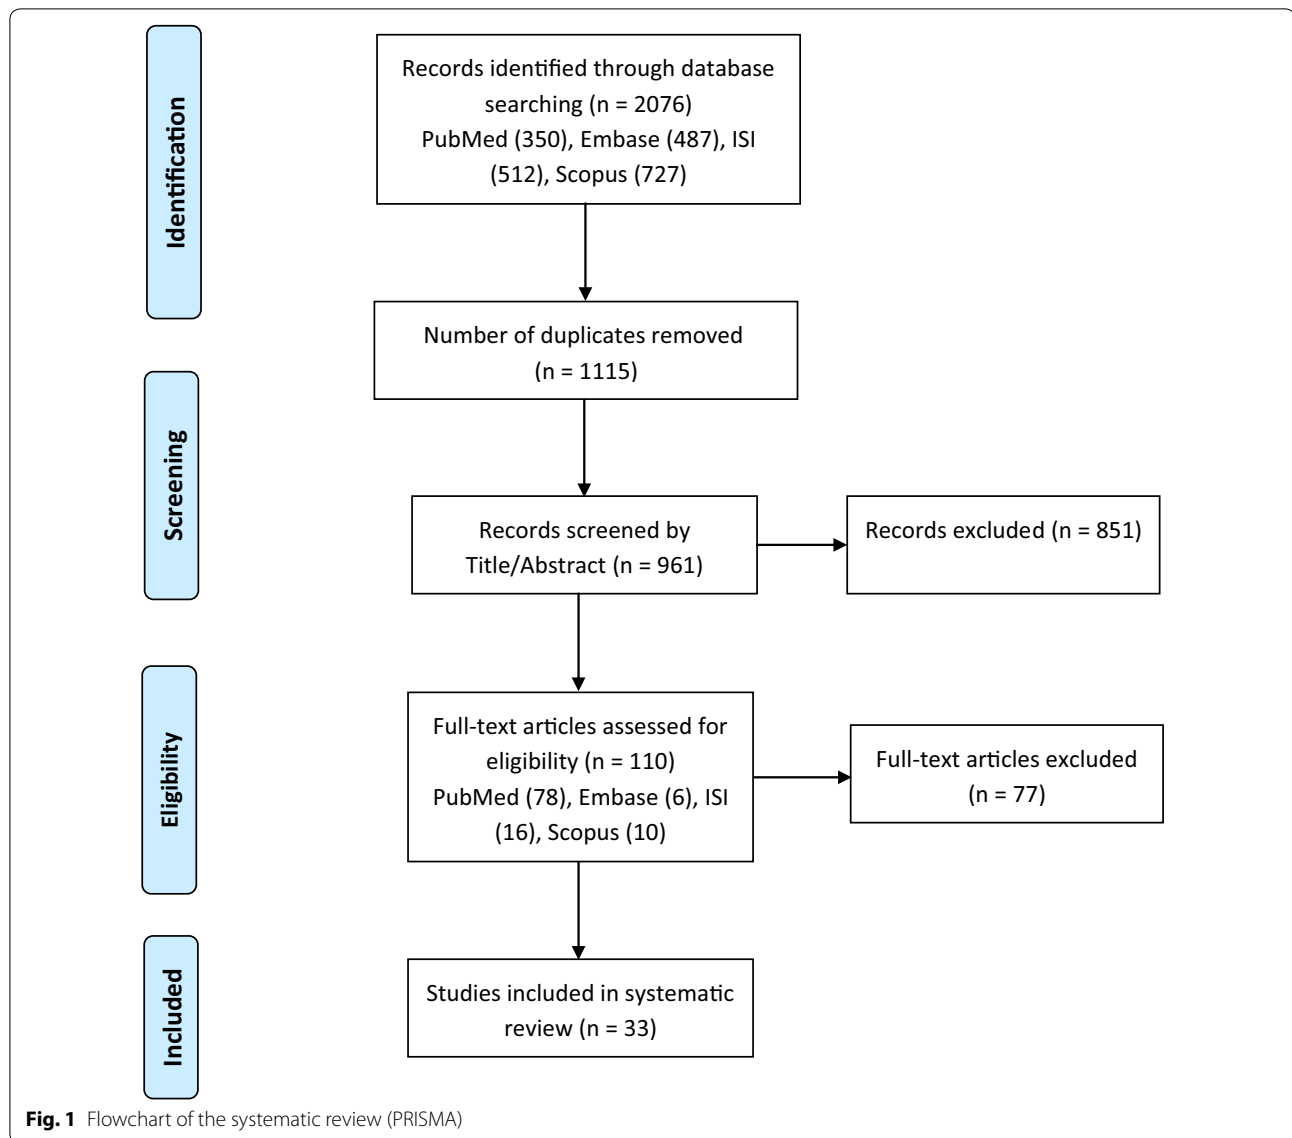 Identification
Records identified through database
searching (n = 2076)
PubMed (350), Embase (487), ISI
(512), Scopus (727)
Number of duplicates removed
(n = 1115)
Screening
Records screened by
Title/Abstract (n = 961)
Records excluded (n = 851)
Eligibility
Full-text articles assessed for
eligibility (n = 110)
PubMed (78), Embase (6), ISI
(16), Scopus (10)
Full-text articles excluded
(n = 77)
Included
Studies included in systematic
review (n = 33)
Fig. 1 Flowchart of the systematic review (PRISMA)